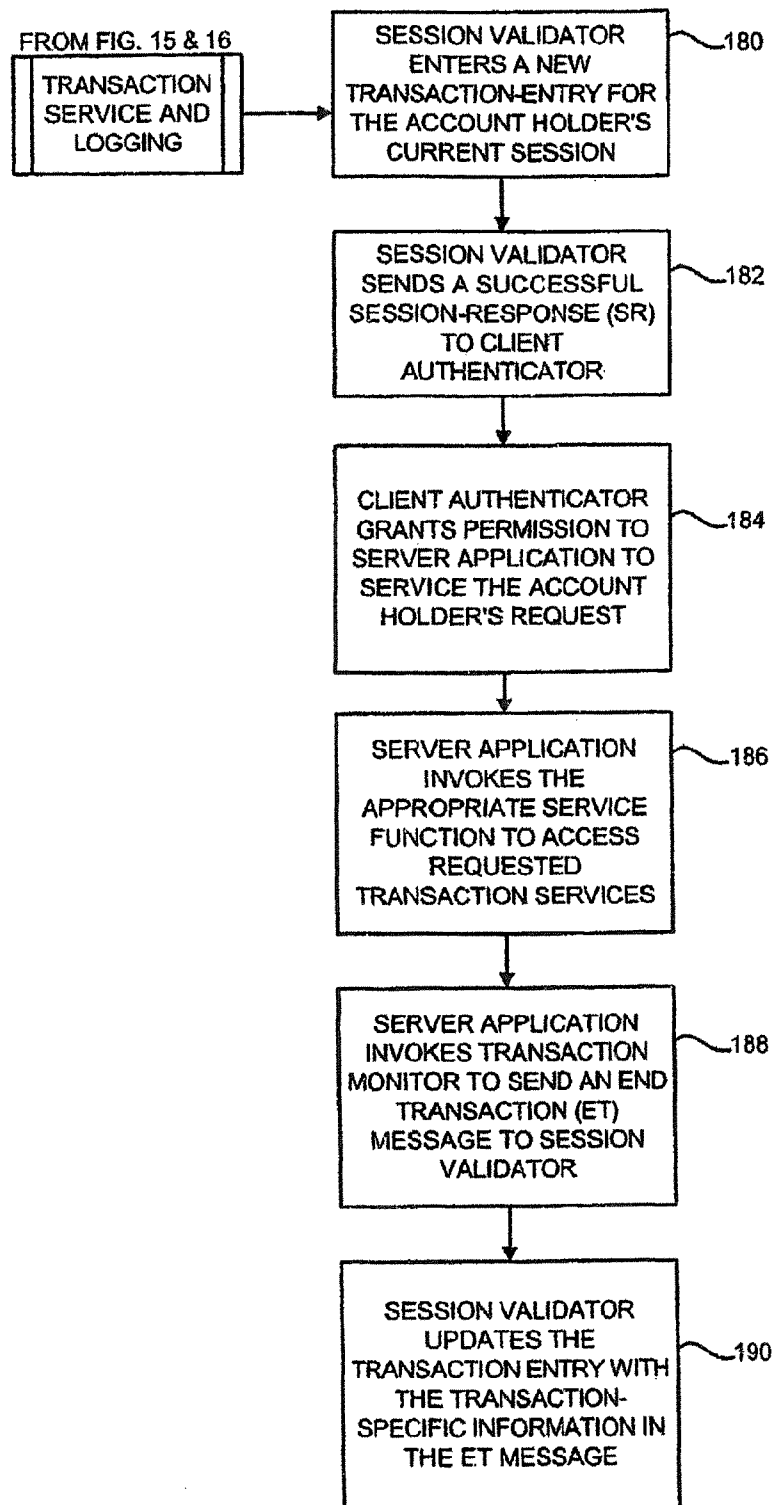 FROM FIG. 15 & 16
TRANSACTION
SERVICE AND
LOGGING
SESSION VALIDATOR
ENTERS A NEW
TRANSACTION-ENTRY FOR
THE ACCOUNT HOLDER'S
CURRENT SESSION
180
SESSION VALIDATOR
SENDS A SUCCESSFUL
SESSION-RESPONSE (SR)
TO CLIENT
AUTHENTICATOR
182
CLIENT AUTHENTICATOR
GRANTS PERMISSION TO
SERVER APPLICATION TO
SERVICE THE ACCOUNT
HOLDER'S REQUEST
184
SERVER APPLICATION
INVOKES THE
APPROPRIATE SERVICE
FUNCTION TO ACCESS
REQUESTED
TRANSACTION SERVICES
186
SERVER APPLICATION
INVOKES TRANSACTION
MONITOR TO SEND AN END
TRANSACTION (ET)
MESSAGE TO SESSION
VALIDATOR
188
SESSION VALIDATOR
UPDATES THE
TRANSACTION ENTRY WITH
THE TRANSACTION-
SPECIFIC INFORMATION IN
THE ET MESSAGE
190